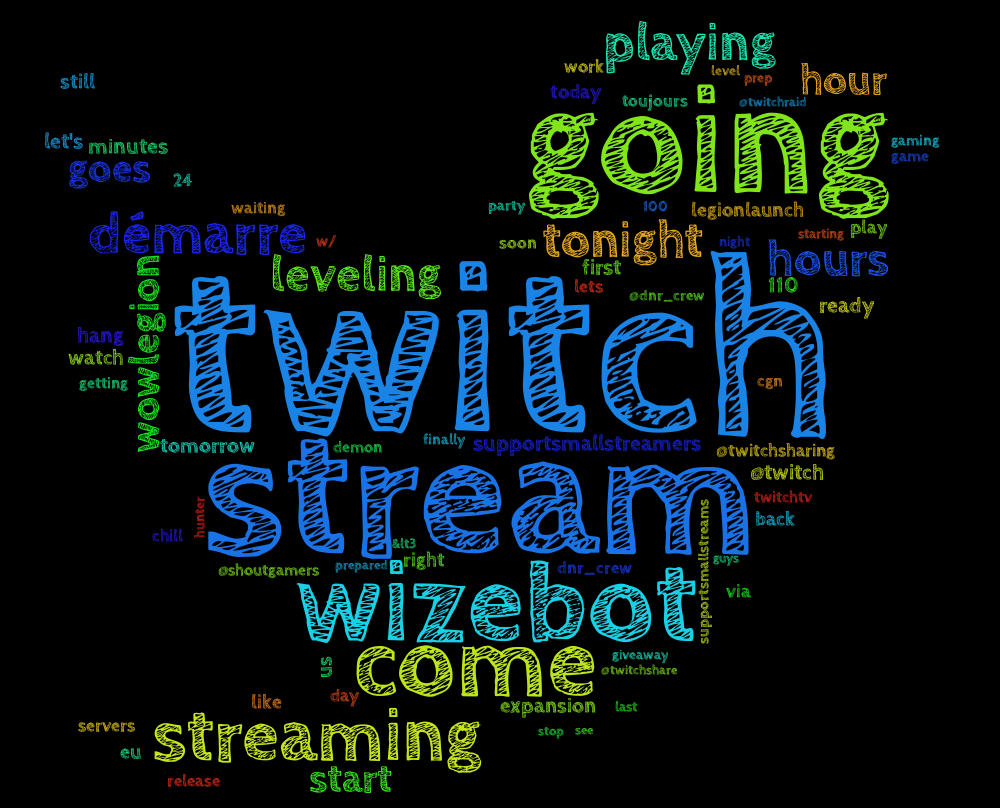 playing
work
level
prep
hour
still
today
toujours
@twitchraid
going
let's
minutes
gaming
game
goes
24
waiting
party
100
legionlaunch
démarre
w/
soon
tonight
night
starting
play
leveling
first
hours
wowlegion
lets
110
@dnr_crew
ready
twitch
hang
watch
getting
cgn
tomorrow
demon
finally
supportsmallstreamers
@twitchsharing
stream
@twitch
hunter
twitchtv
chill
back
&lt3
supportsmallstreams
@shoutgamers
prepared
right
dnr_crew
guys
wizebot
via
us
come
giveaway
@twitchshare
day
like
expansion
last
servers
streaming
stop
see
eu
release
start